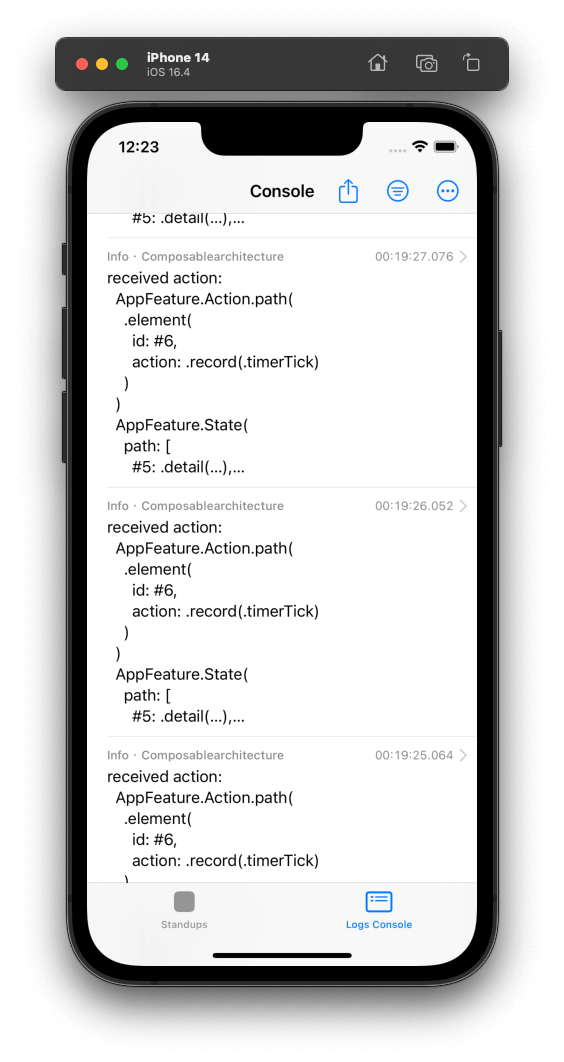 iPhone 14
iOS 16.4
12:23
Console
#5: .detail(...),...
Info · Composablearchitecture 00:19:27.076
received action:
AppFeature.Action.path(
.element(
id: #6,
action: .record(.timerTick)
)
)
AppFeature.State(
path: [
#5: .detail(...),...
Info · Composablearchitecture 00:19:26.052
received action:
AppFeature.Action.path(
.element(
id: #6,
action: .record(.timerTick)
)
)
AppFeature.State(
path: [
#5: .detail(...),...
Info · Composablearchitecture 00:19:25.064
received action:
AppFeature.Action.path(
.element(
id: #6,
action: .record(.timerTick)
)
Standups Logs Console